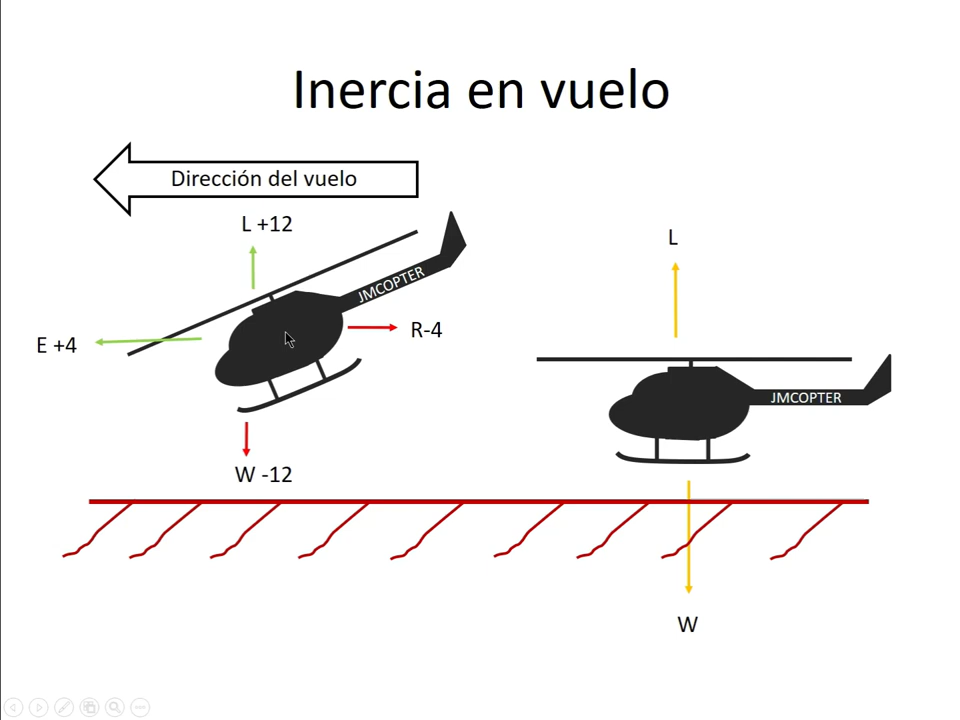 Inercia en vuelo
Dirección del vuelo
L +12
JMCOPTER
E +4
R-4
W -12
L
JMCOPTER
W